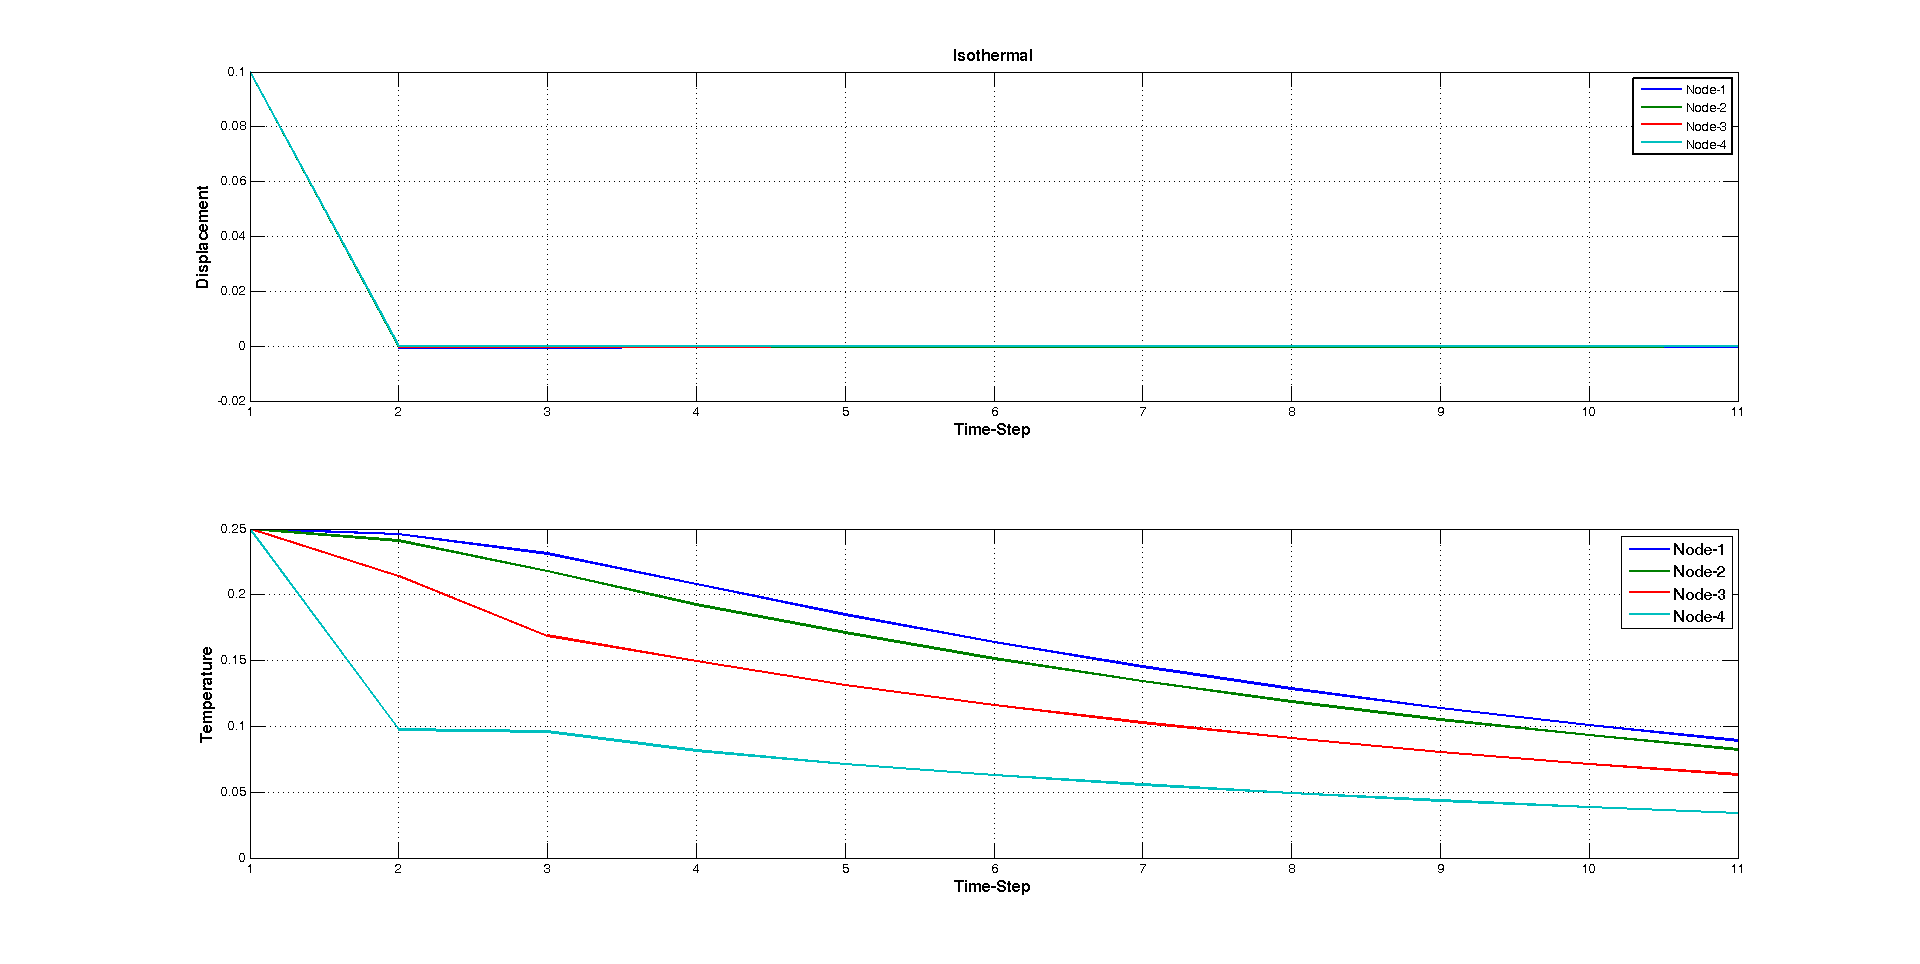 Isothermal
0.1
0.08
0.06
0.04
0.02
0
-0.02
Displacement
Node-1
Node-2
Node-3
Node-4
1 2 3 4 5 6 7 8 9 10 11
Time-Step
0.25
0.2
0.15
0.1
0.05
0
Temperature
Node-1
Node-2
Node-3
Node-4
1 2 3 4 5 6 7 8 9 10 11
Time-Step